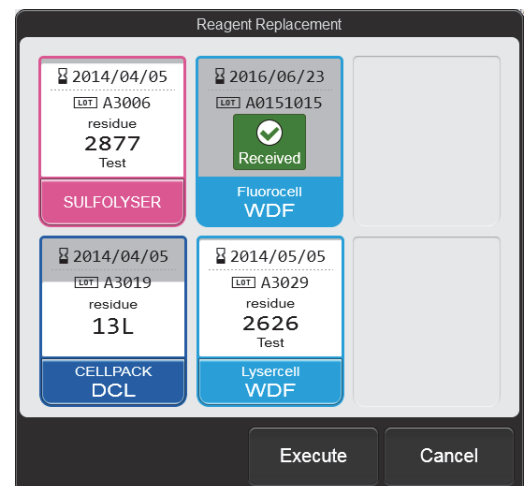 Reagent Replacement
2014/04/05
LOT A3006
residue
2877
Test
SULFOLYSER
2016/06/23
LOT A0151015
Received
Fluorocell
WDF
2014/04/05
LOT A3019
residue
13L
CELLPACK
DCL
2014/05/05
LOT A3029
residue
2626
Test
Lysercell
WDF
Execute
Cancel